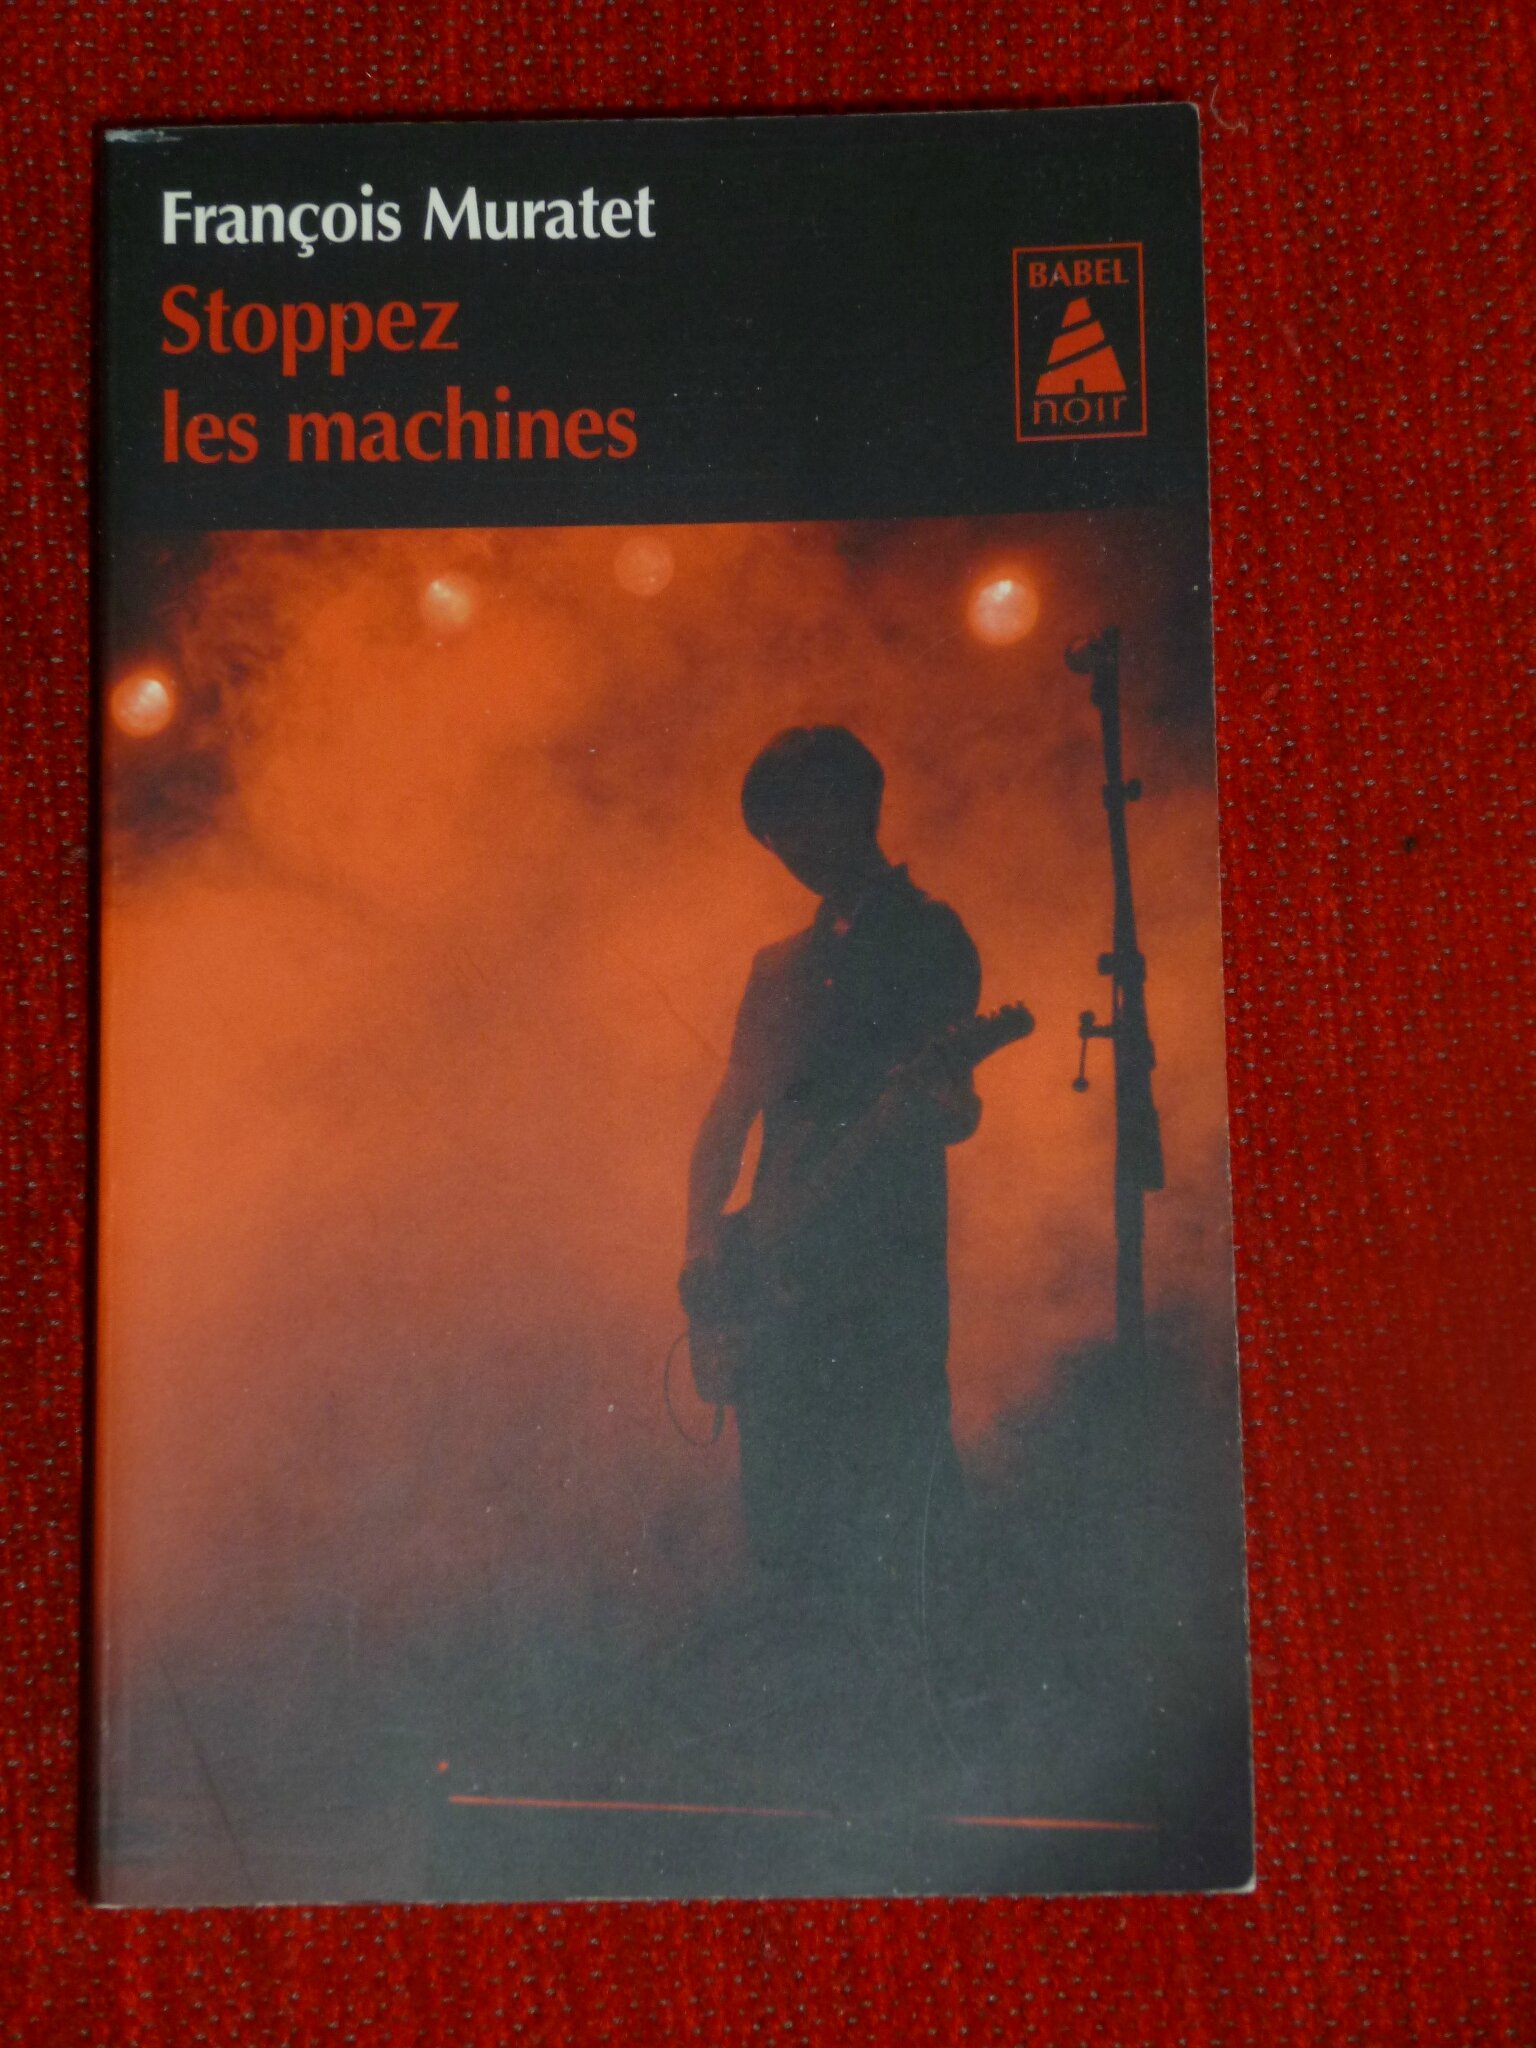 François Muratet
Stoppez
les machines
BABEL
noir